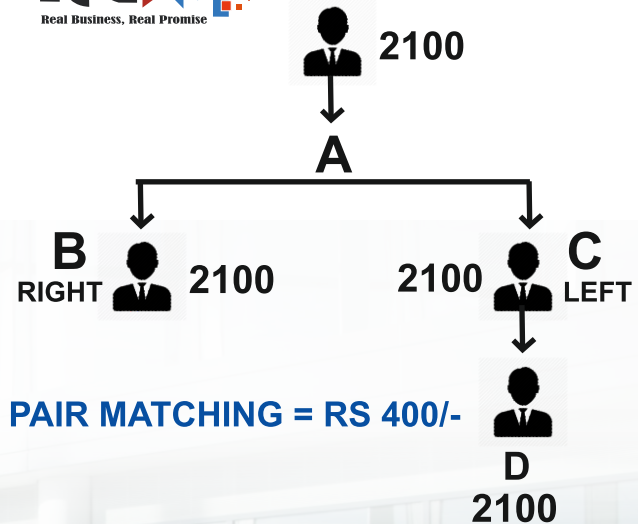 Real Business, Real Promise
2100
A
B
RIGHT
2100
2100
C
LEFT
PAIR MATCHING = RS 400/-
D
2100